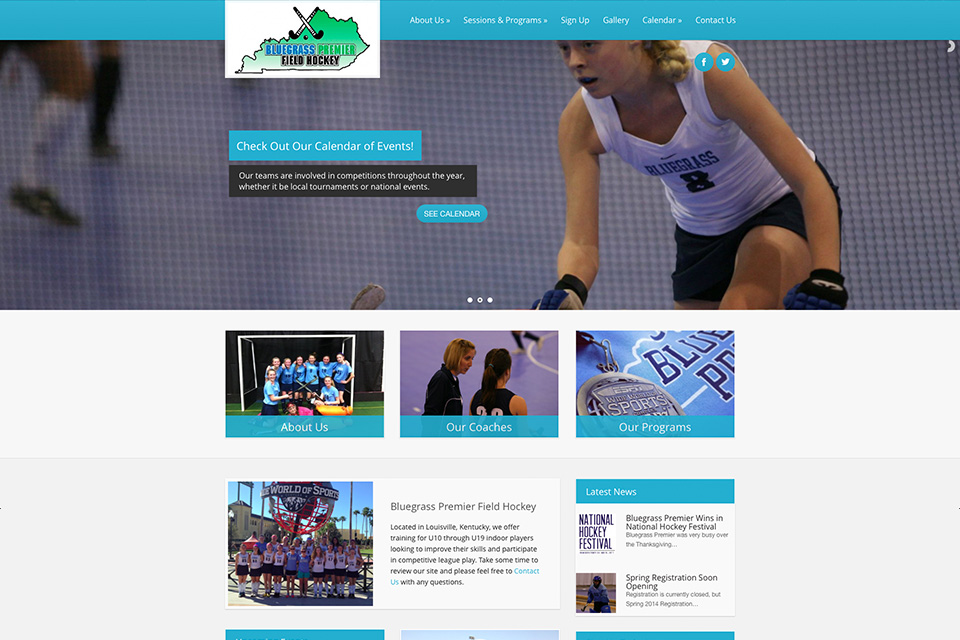 BLUEGRASS PREMIER
FIELD HOCKEY
About Us »
Sessions & Programs »
Sign Up
Gallery
Calendar »
Contact Us
f
BLUEGRASS
8
Check Out Our Calendar of Events!
Our teams are involved in competitions throughout the year,
whether it be local tournaments or national events.
SEE CALENDAR
About Us
Our Coaches
BLUE
P
SPORTS
Our Programs
WORLD OF SPORTS
Bluegrass Premier Field Hockey
Located in Louisville, Kentucky, we offer
training for U10 through U19 indoor players
looking to improve their skills and participate
in competitive league play. Take some time to
review our site and please feel free to Contact
Us with any questions.
Latest News
NATIONAL
HOCKEY
FESTIVAL
Bluegrass Premier Wins in
National Hockey Festival
Bluegrass Premier was very busy over
the Thanksgiving...
Spring Registration Soon
Opening
Registration is currently closed, but
Spring 2014 Registration...